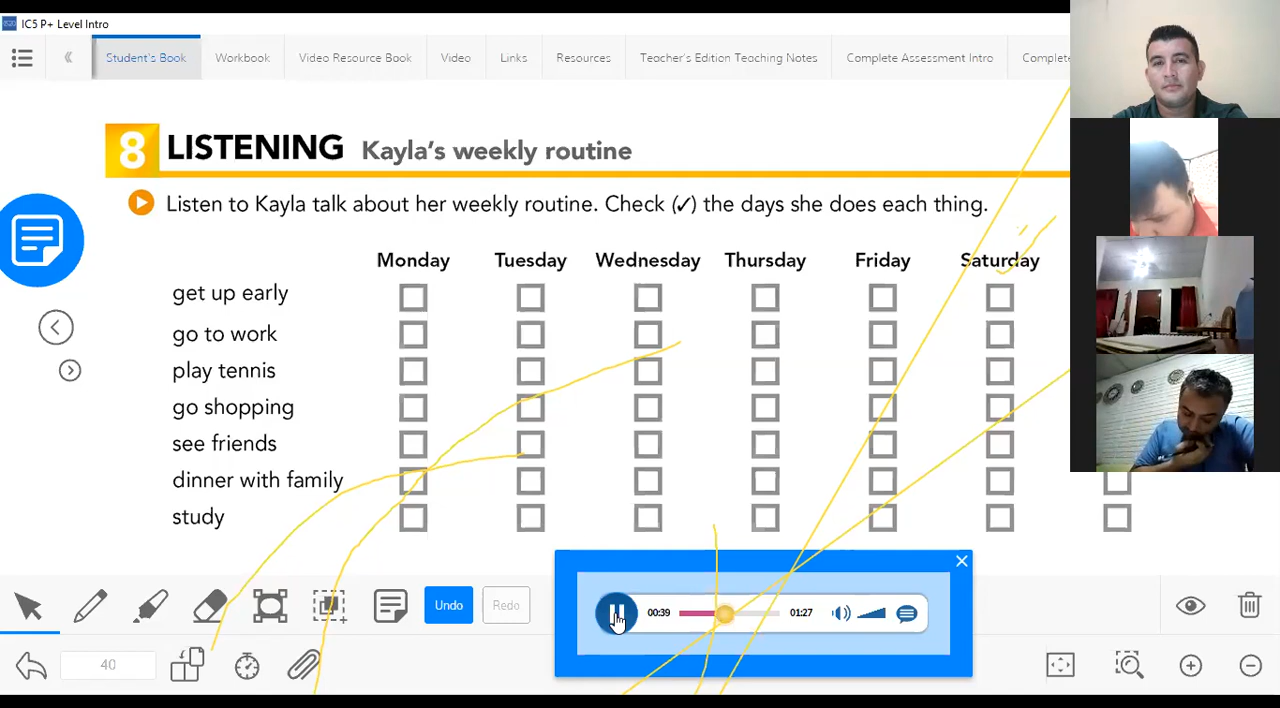 IC5 P+ Level Intro
Student's Book Workbook Video Resource Book Video Links Resources Teacher's Edition Teaching Notes Complete Assessment Intro Complete
8 LISTENING Kayla's weekly routine
Listen to Kayla talk about her weekly routine. Check (✓) the days she does each thing.
Monday Tuesday Wednesday Thursday Friday Saturday
get up early
go to work
play tennis
go shopping
see friends
dinner with family
study
Undo Redo
00:39 01:27
40